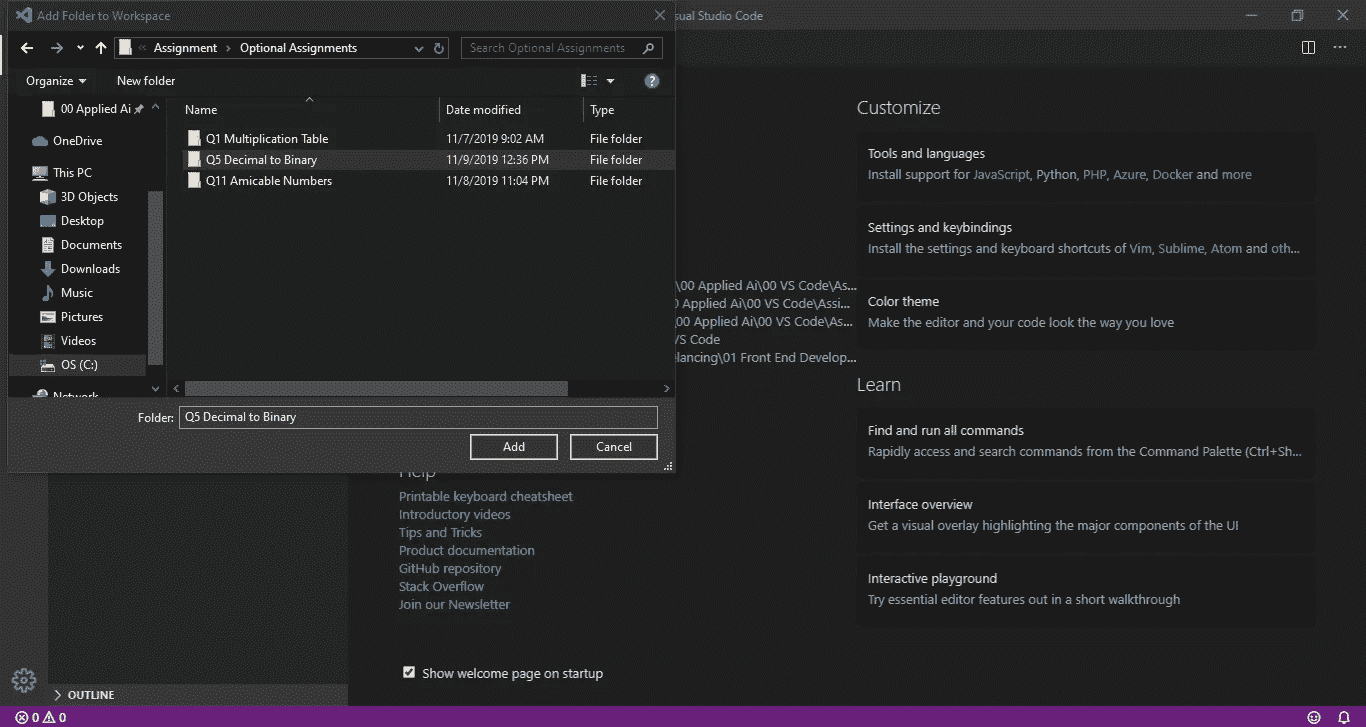 Add Folder to Workspace
sual Studio Code
« Assignment › Optional Assignments
Search Optional Assignments
Organize
New folder
00 Applied Ai
OneDrive
This PC
3D Objects
Desktop
Documents
Downloads
Music
Pictures
Videos
OS (C:)
Network
Name Date modified Type
Q1 Multiplication Table 11/7/2019 9:02 AM File folder
Q5 Decimal to Binary 11/9/2019 12:36 PM File folder
Q11 Amicable Numbers 11/8/2019 11:04 PM File folder
Folder: Q5 Decimal to Binary
Add
Cancel
\00 Applied Ai\00 VS Code\As...
0 Applied Ai\00 VS Code\Assi...
00 Applied Ai\00 VS Code\As...
VS Code
elancing\01 Front End Develop...
Help
Printable keyboard cheatsheet
Introductory videos
Tips and Tricks
Product documentation
GitHub repository
Stack Overflow
Join our Newsletter
Show welcome page on startup
Customize
Tools and languages
Install support for JavaScript, Python, PHP, Azure, Docker and more
Settings and keybindings
Install the settings and keyboard shortcuts of Vim, Sublime, Atom and oth...
Color theme
Make the editor and your code look the way you love
Learn
Find and run all commands
Rapidly access and search commands from the Command Palette (Ctrl+Sh...
Interface overview
Get a visual overlay highlighting the major components of the UI
Interactive playground
Try essential editor features out in a short walkthrough
OUTLINE
0 0